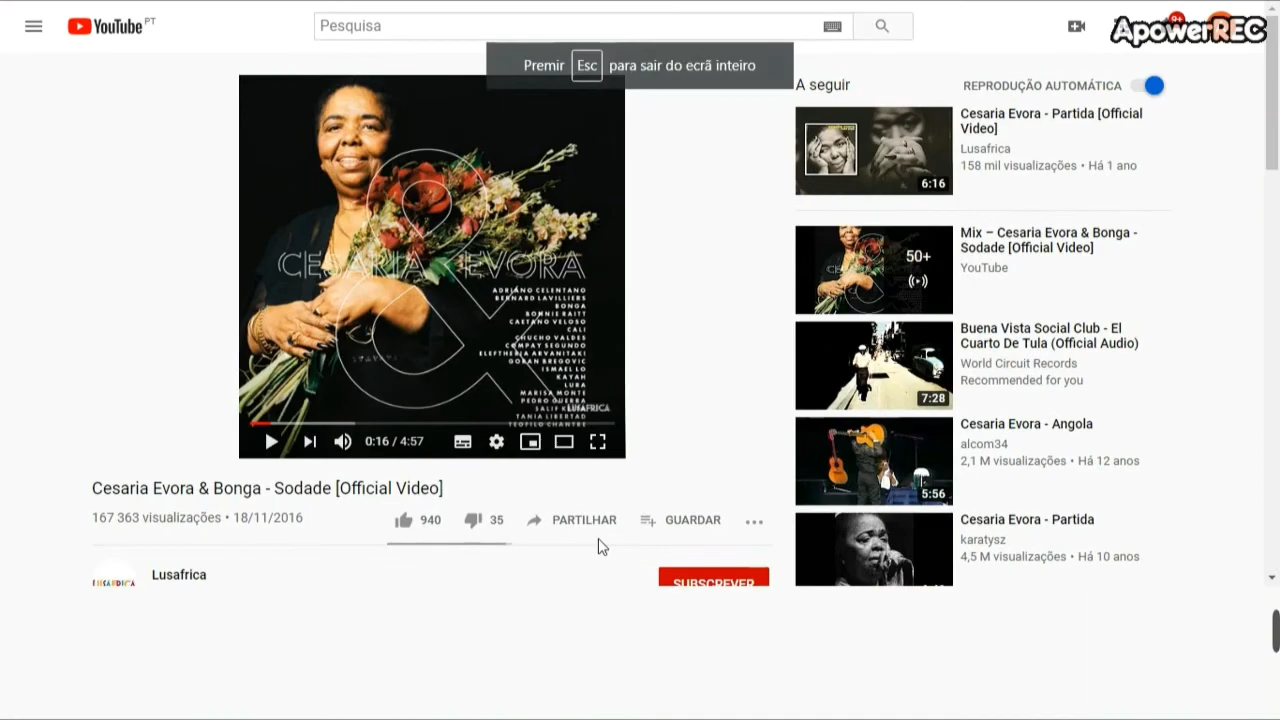 YouTube PT
Pesquisa
9+
ApowerREC
Premir Esc para sair do ecrã inteiro
CESARIA EVORA
ADRIANO CELENTANO
BERNARD LAVILLIERS
BONGA
BONNIE RAITT
CAETANO VELOSO
CALI
CHUCHO VALDES
COMPAY SEGUNDO
ELEFTHERIA ARVANITAKI
GORAN BREGOVIC
ISMAEL LO
KAYAH
LURA
MARISA MONTE
PEDRO GUERRA
SALIF KEITA
LUSAFRICA
TANIA LIBERTAD
TEOFILO CHANTRE
0:16 / 4:57
Cesaria Evora & Bonga - Sodade [Official Video]
167 363 visualizações • 18/11/2016
940
35
PARTILHAR
GUARDAR
LUSAFRICA
Lusafrica
SUBSCREVER
A seguir
REPRODUÇÃO AUTOMÁTICA
6:16
Cesaria Evora - Partida [Official
Video]
Lusafrica
158 mil visualizações • Há 1 ano
50+
Mix – Cesaria Evora & Bonga -
Sodade [Official Video]
YouTube
7:28
Buena Vista Social Club - El
Cuarto De Tula (Official Audio)
World Circuit Records
Recommended for you
5:56
Cesaria Evora - Angola
alcom34
2,1 M visualizações • Há 12 anos
Cesaria Evora - Partida
karatysz
4,5 M visualizações • Há 10 anos